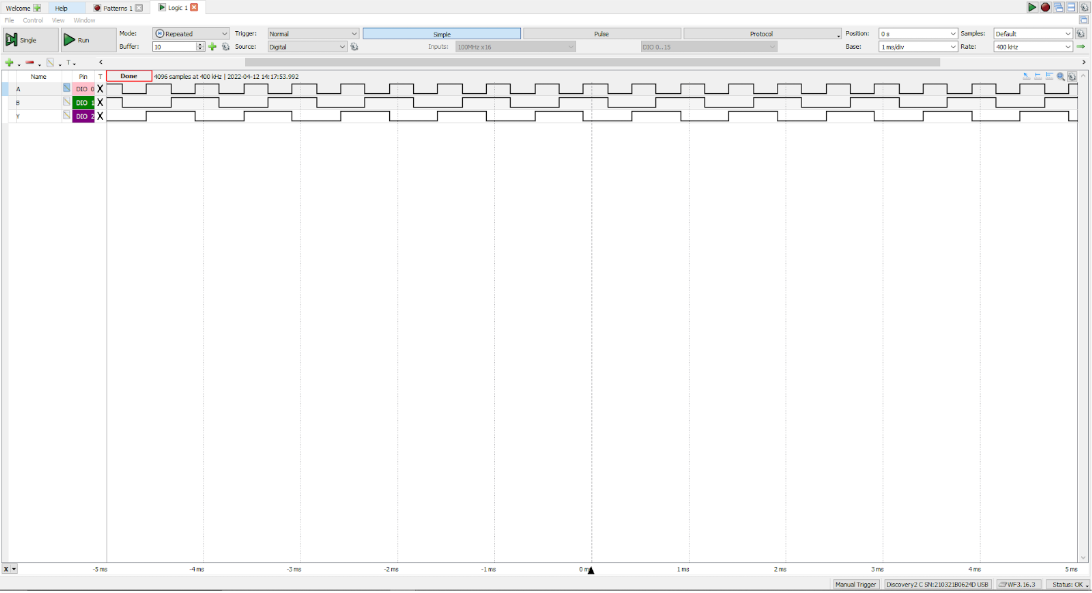 Welcome Help Patterns 1 Logic 1
File Control View Window
Single Run Mode: Repeated Trigger: Normal Simple Pulse Protocol Position: 0 s Samples: Default
Buffer: 10 Source: Digital Inputs: 100MHz x16 DIO 0...15 Base: 1 ms/div Rate: 400 kHz
T
Name Pin T Done 4096 samples at 400 kHz | 2022-04-12 14:17:53.992
A DIO 0 X
B DIO 1 X
Y DIO 2 X
X -5 ms -4 ms -3 ms -2 ms -1 ms 0 ms 1 ms 2 ms 3 ms 4 ms 5 ms
Manual Trigger Discovery2 C SN:210321B0624D USB WF3.16.3 Status: OK